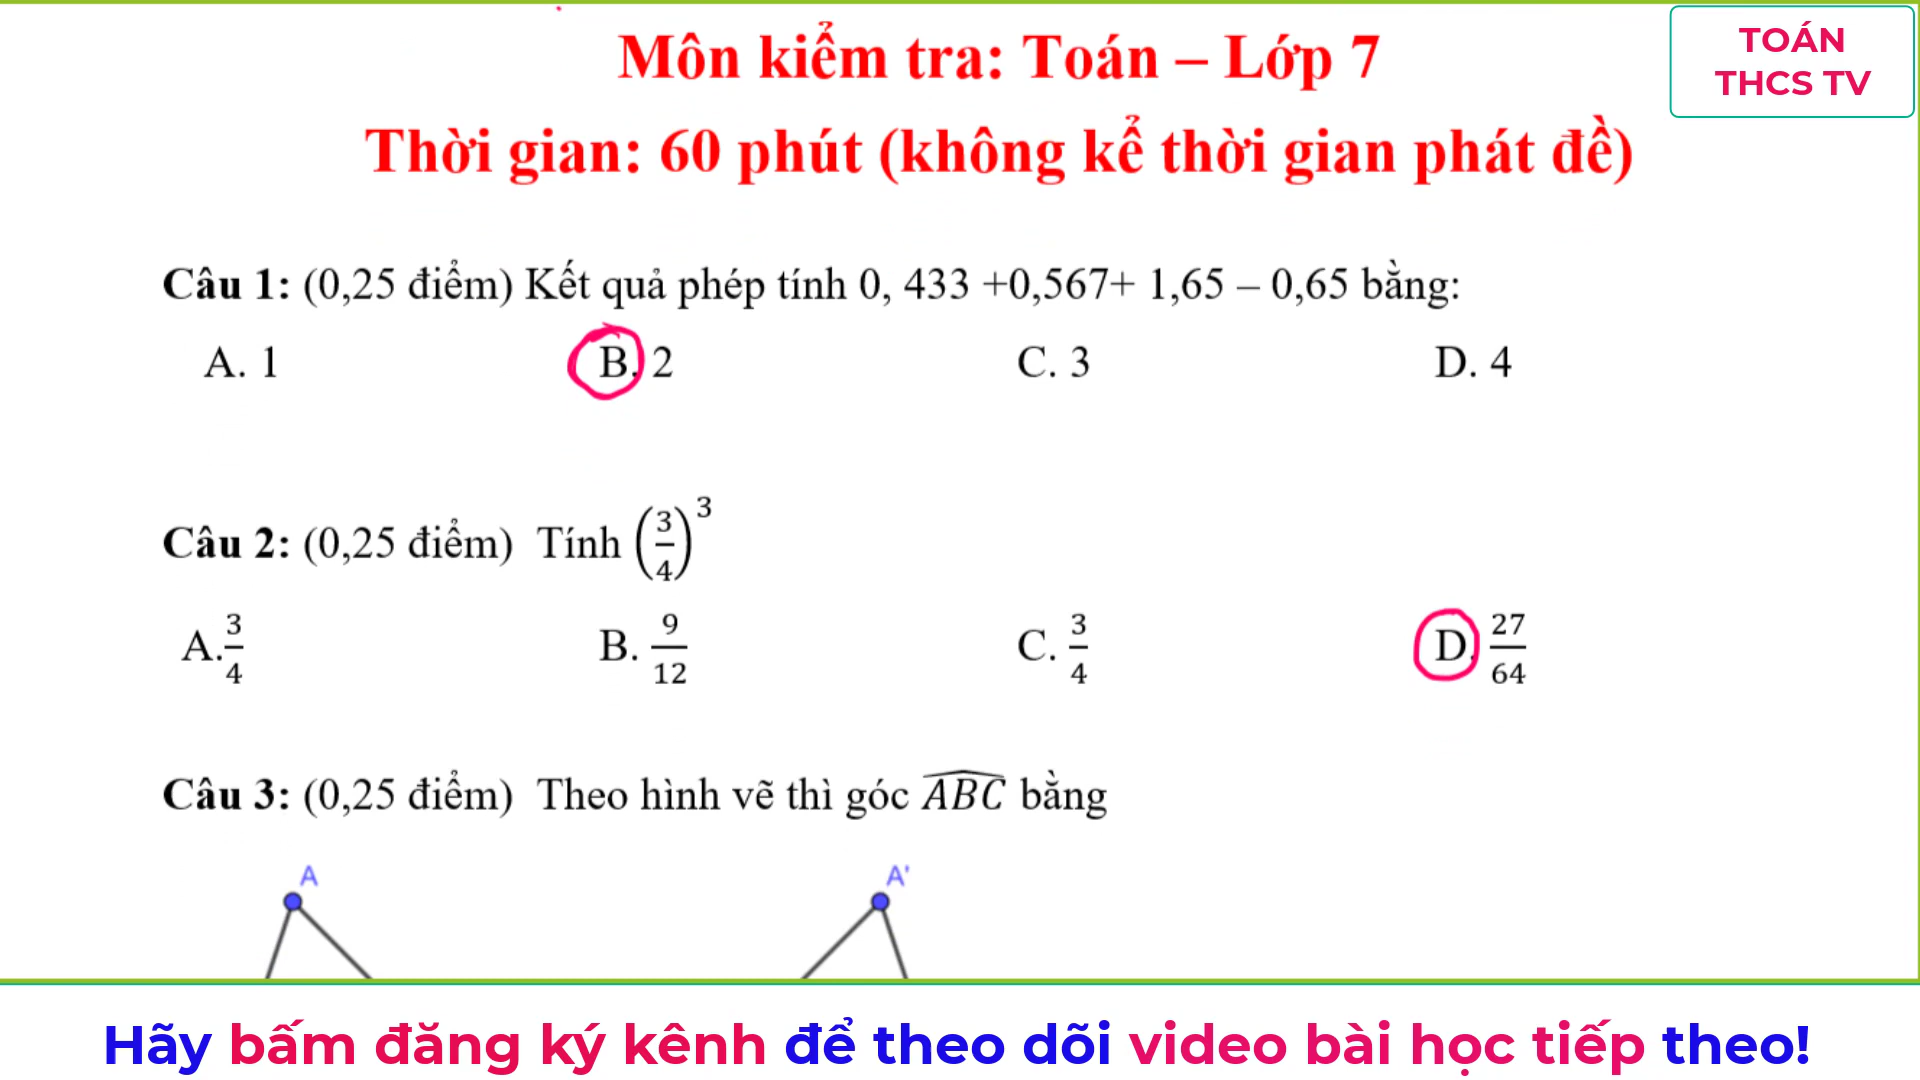 Môn kiểm tra: Toán – Lớp 7
TOÁN
THCS TV
Thời gian: 60 phút (không kể thời gian phát đề)
Câu 1: (0,25 điểm) Kết quả phép tính 0, 433 +0,567+ 1,65 – 0,65 bằng:
A. 1 B. 2 C. 3 D. 4
Câu 2: (0,25 điểm) Tính (3/4)^3
A. 3/4 B. 9/12 C. 3/4 D. 27/64
Câu 3: (0,25 điểm) Theo hình vẽ thì góc \widehat{ABC} bằng
A A'
Hãy bấm đăng ký kênh để theo dõi video bài học tiếp theo!